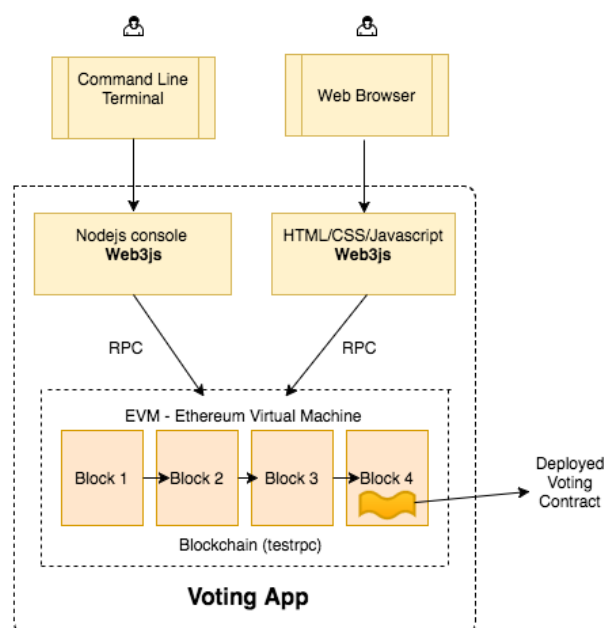 Command Line
Terminal
Web Browser
Nodejs console
Web3js
HTML/CSS/Javascript
Web3js
RPC
RPC
EVM - Ethereum Virtual Machine
Block 1
Block 2
Block 3
Block 4
Deployed
Voting
Contract
Blockchain (testrpc)
Voting App